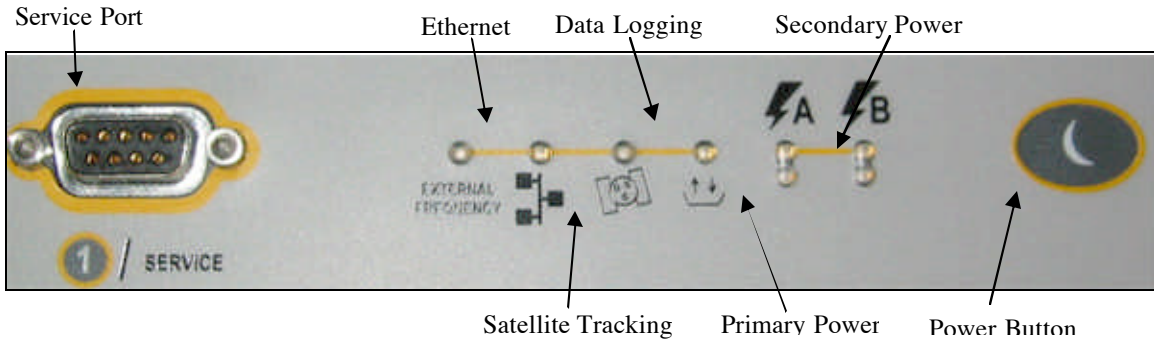 Service Port
Ethernet
Data Logging
Secondary Power
A
B
EXTERNAL
FREQUENCY
1 / SERVICE
Satellite Tracking
Primary Power
Power Button